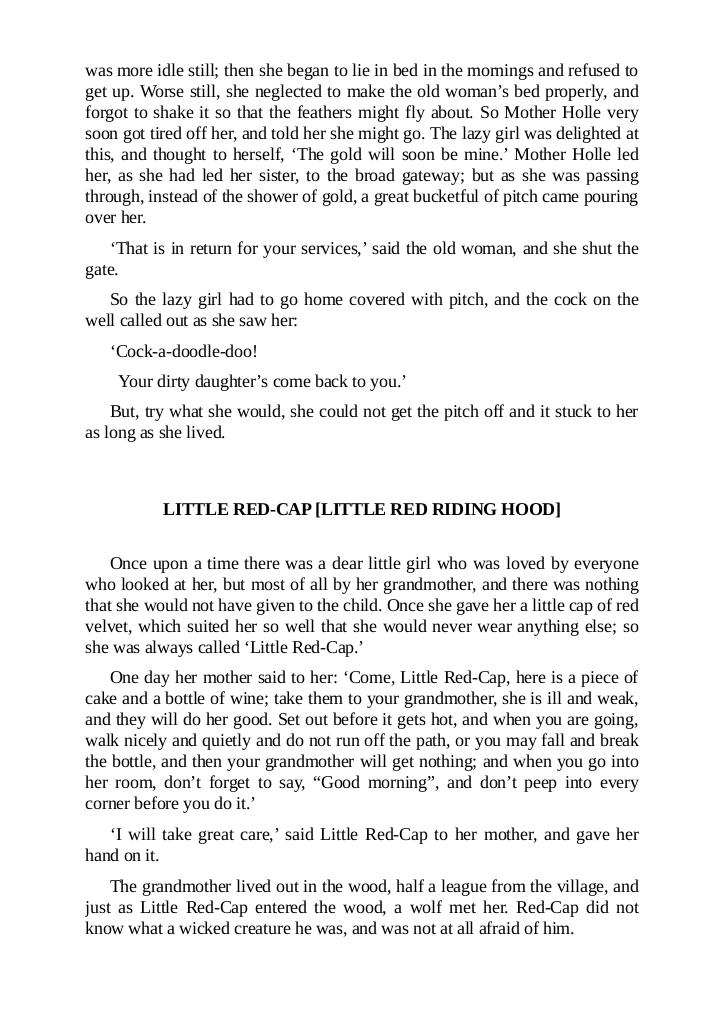 was more idle still; then she began to lie in bed in the mornings and refused to
get up. Worse still, she neglected to make the old woman’s bed properly, and
forgot to shake it so that the feathers might fly about. So Mother Holle very
soon got tired off her, and told her she might go. The lazy girl was delighted at
this, and thought to herself, ‘The gold will soon be mine.’ Mother Holle led
her, as she had led her sister, to the broad gateway; but as she was passing
through, instead of the shower of gold, a great bucketful of pitch came pouring
over her.
‘That is in return for your services,’ said the old woman, and she shut the
gate.
So the lazy girl had to go home covered with pitch, and the cock on the
well called out as she saw her:
‘Cock-a-doodle-doo!
Your dirty daughter’s come back to you.’
But, try what she would, she could not get the pitch off and it stuck to her
as long as she lived.
LITTLE RED-CAP [LITTLE RED RIDING HOOD]
Once upon a time there was a dear little girl who was loved by everyone
who looked at her, but most of all by her grandmother, and there was nothing
that she would not have given to the child. Once she gave her a little cap of red
velvet, which suited her so well that she would never wear anything else; so
she was always called ‘Little Red-Cap.’
One day her mother said to her: ‘Come, Little Red-Cap, here is a piece of
cake and a bottle of wine; take them to your grandmother, she is ill and weak,
and they will do her good. Set out before it gets hot, and when you are going,
walk nicely and quietly and do not run off the path, or you may fall and break
the bottle, and then your grandmother will get nothing; and when you go into
her room, don’t forget to say, “Good morning”, and don’t peep into every
corner before you do it.’
‘I will take great care,’ said Little Red-Cap to her mother, and gave her
hand on it.
The grandmother lived out in the wood, half a league from the village, and
just as Little Red-Cap entered the wood, a wolf met her. Red-Cap did not
know what a wicked creature he was, and was not at all afraid of him.